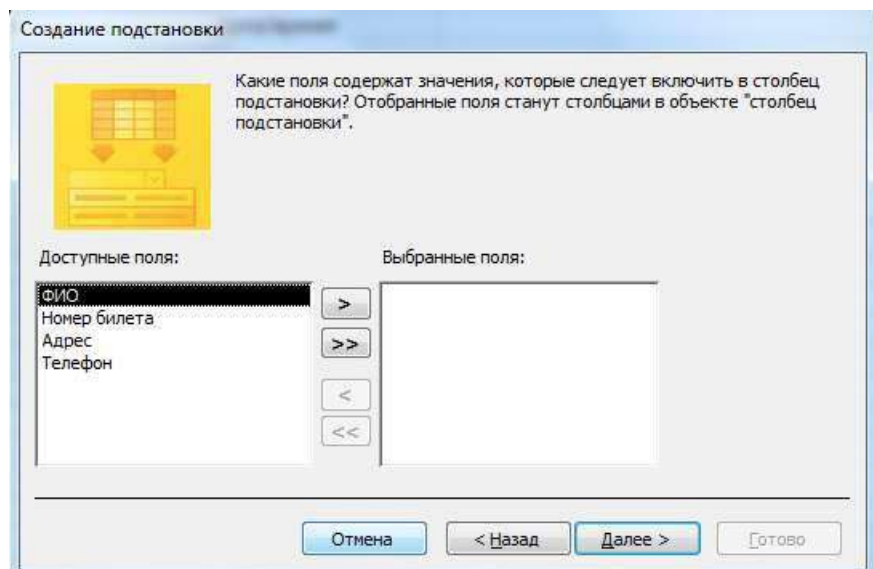 Создание подстановки
Какие поля содержат значения, которые следует включить в столбец
подстановки? Отобранные поля станут столбцами в объекте "столбец
подстановки".
Доступные поля:
Выбранные поля:
ФИО
Номер билета
Адрес
Телефон
>
>>
<
<<
Отмена
< Назад
Далее >
Готово